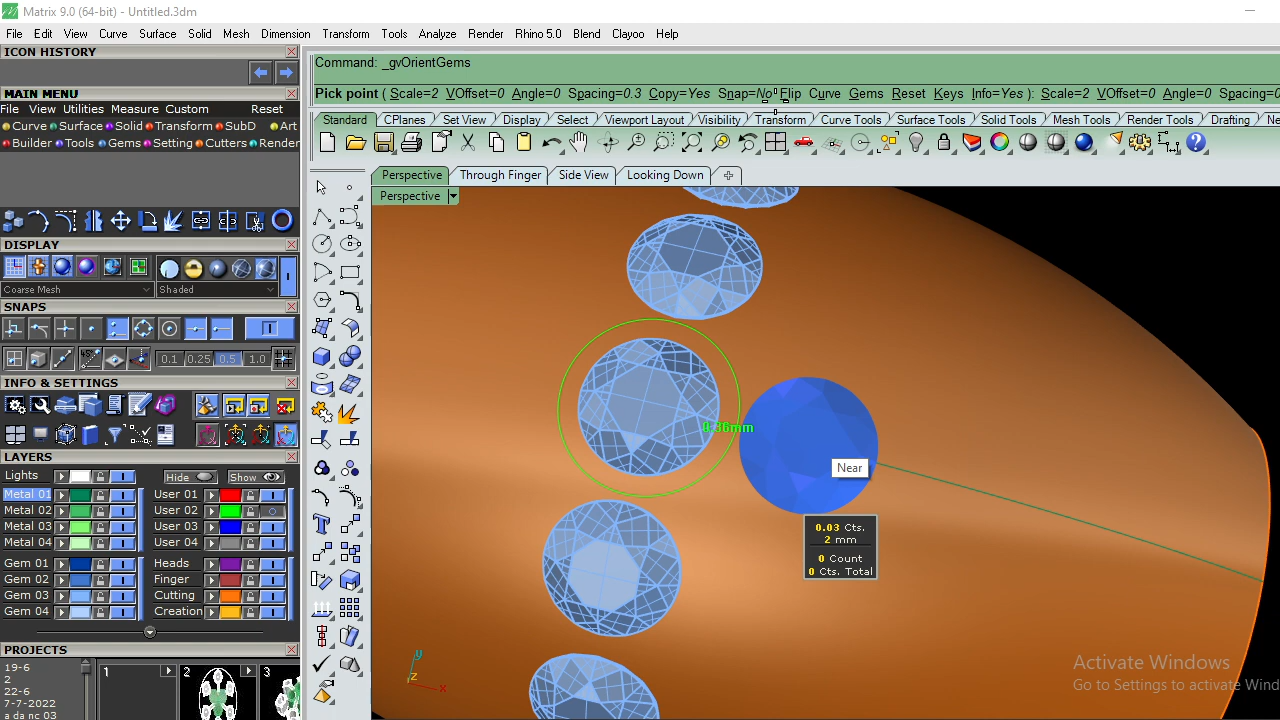 Matrix 9.0 (64-bit) - Untitled.3dm
File Edit View Curve Surface Solid Mesh Dimension Transform Tools Analyze Render Rhino 5.0 Blend Clayoo Help
ICON HISTORY
Command: _gvOrientGems
MAIN MENU
Pick point ( Scale=2 VOffset=0 Angle=0 Spacing=0.3 Copy=Yes Snap=No Flip Curve Gems Reset Keys Info=Yes ): Scale=2 VOffset=0 Angle=0 Spacing=0
File View Utilities Measure Custom Reset
Standard CPlanes Set View Display Select Viewport Layout Visibility Transform Curve Tools Surface Tools Solid Tools Mesh Tools Render Tools Drafting Ne
Curve Surface Solid Transform SubD Art
Builder Tools Gems Setting Cutters Render
Perspective Through Finger Side View Looking Down
Perspective
DISPLAY
Coarse Mesh Shaded
SNAPS
0.1 0.25 0.5 1.0
INFO & SETTINGS
0.36mm
LAYERS
Near
Lights Hide Show
Metal 01 User 01
Metal 02 User 02
Metal 03 User 03
Metal 04 User 04
Gem 01 Heads
Gem 02 Finger
Gem 03 Cutting
Gem 04 Creation
0.03 Cts.
2 mm
0 Count
0 Cts. Total
PROJECTS
19-6
2
22-6
7-7-2022
a da nc 03
1 2 3
y
z
x
Activate Windows
Go to Settings to activate Wind